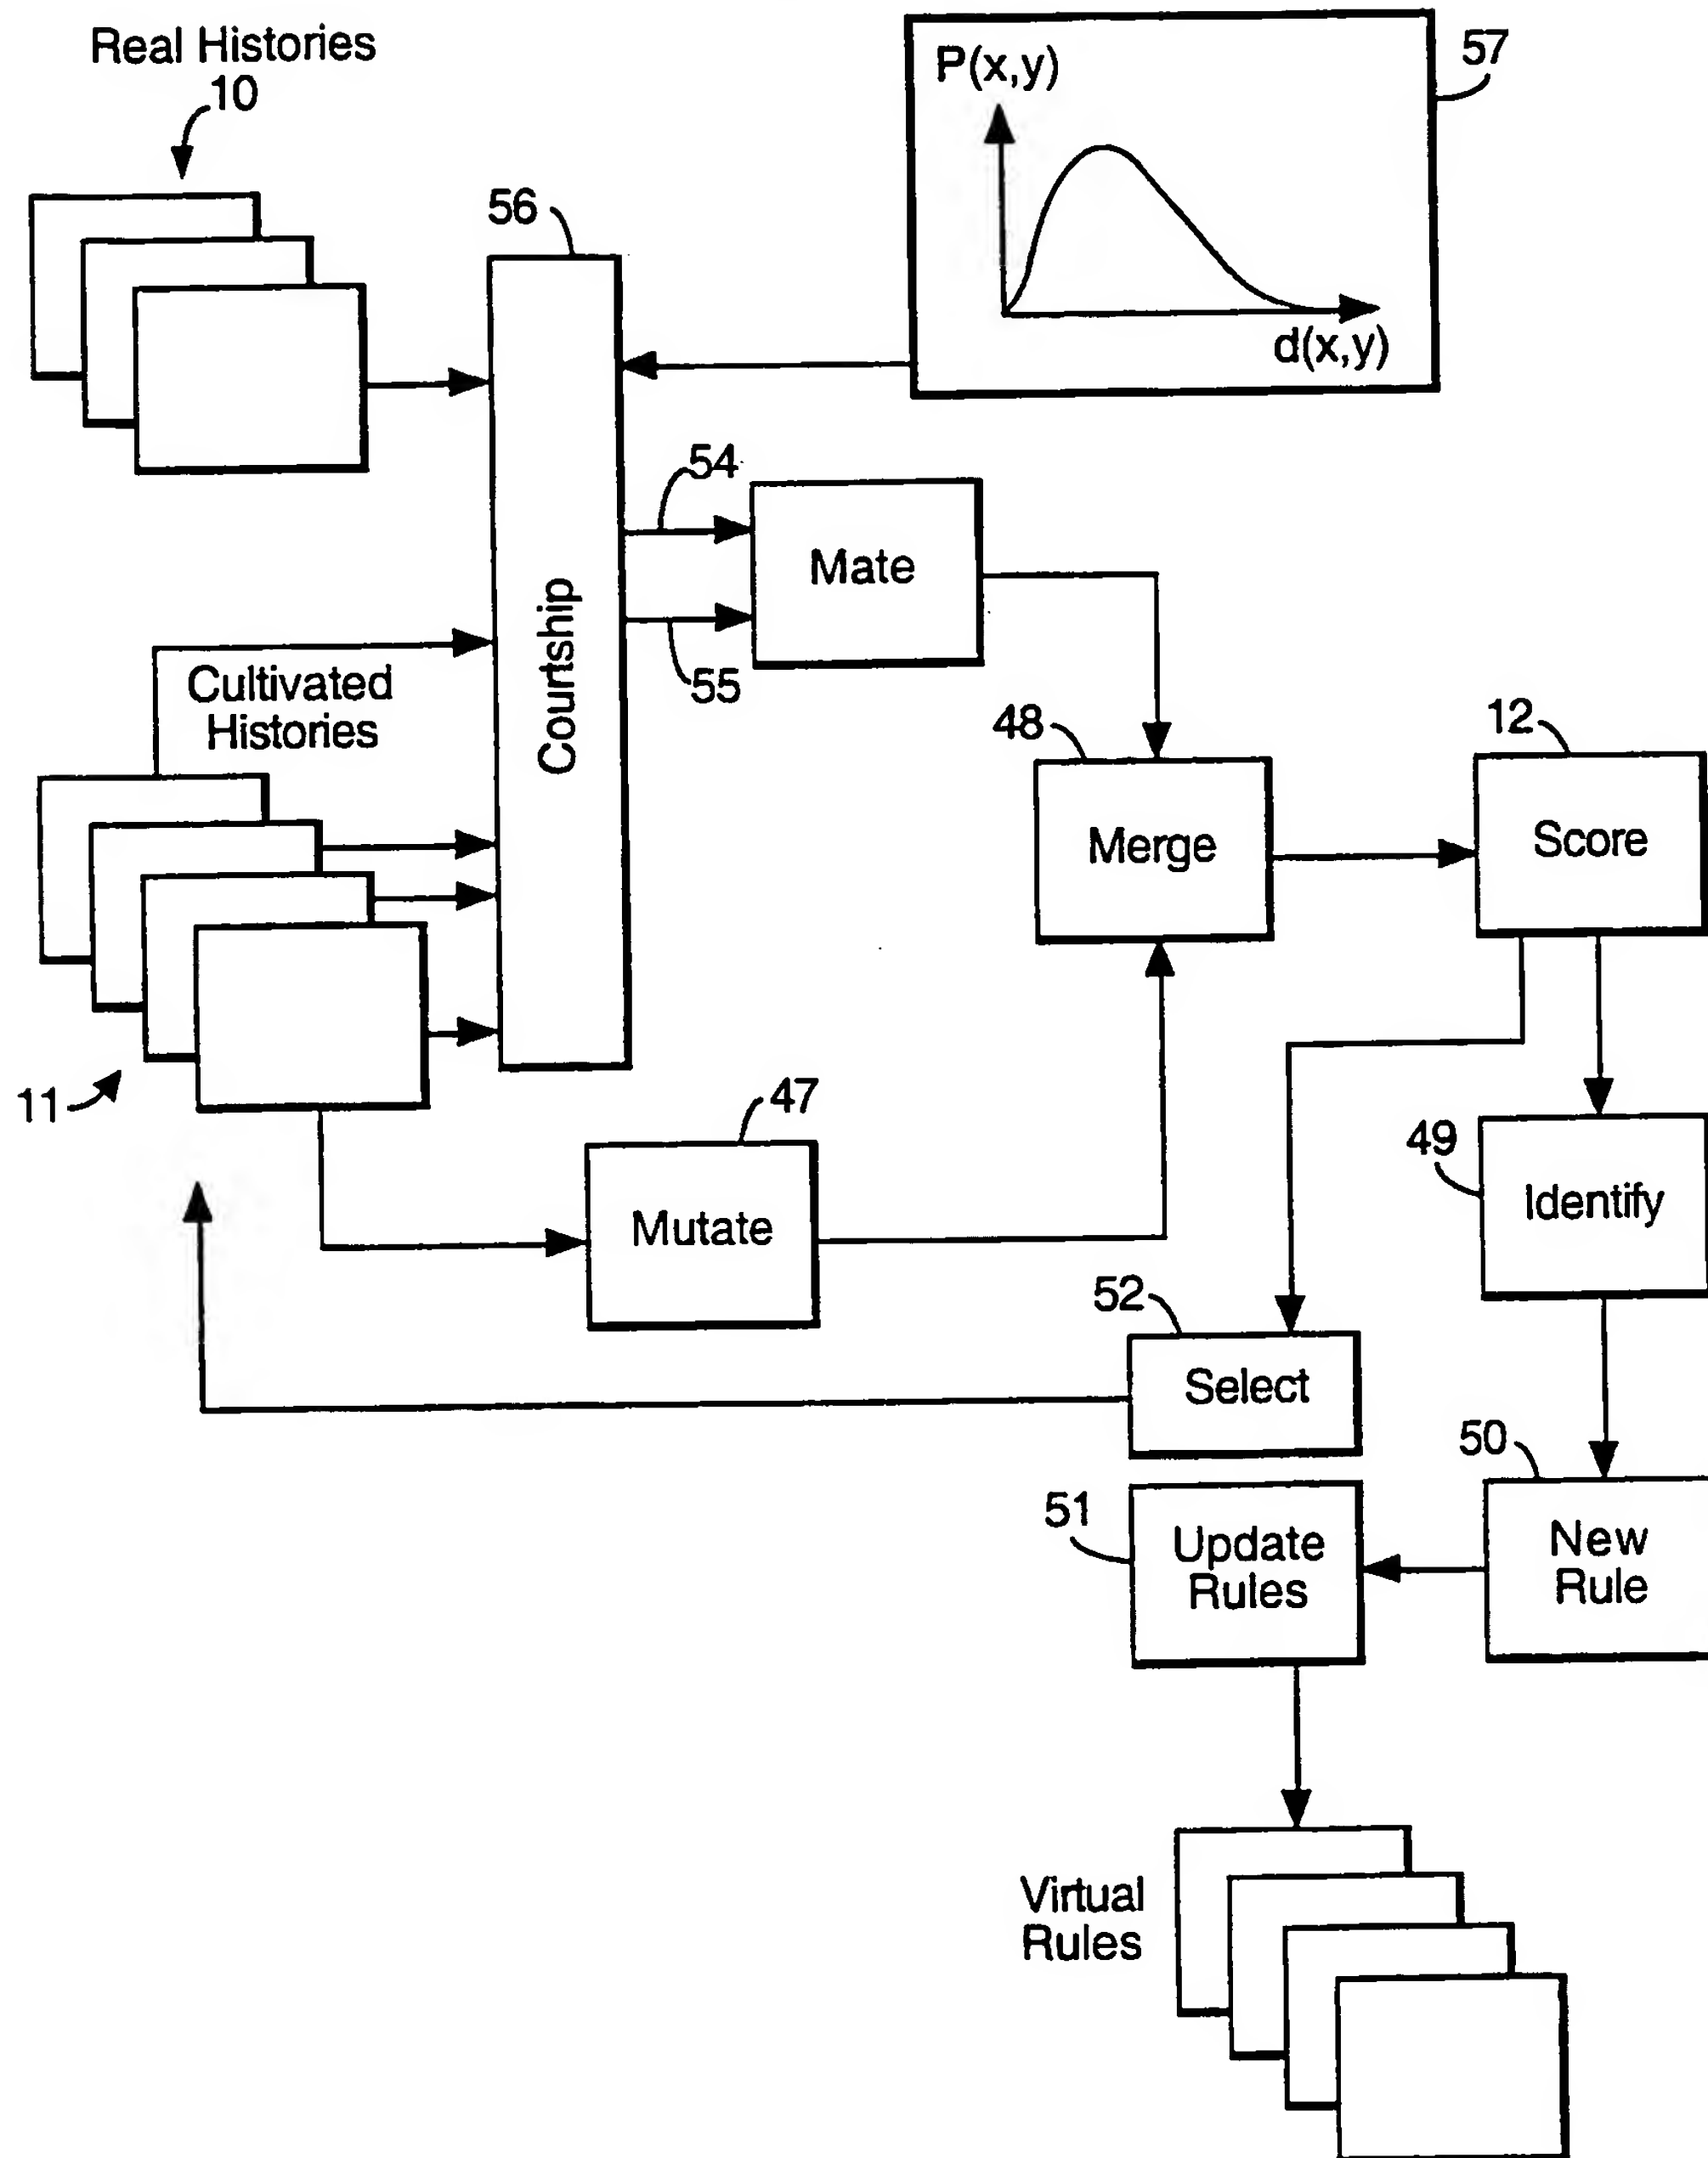 Real Histories
10
P(x,y)
57
d(x,y)
56
54
Mate
55
Courtship
Cultivated
Histories
48
Merge
12
Score
11
47
Mutate
49
Identify
52
Select
50
New
Rule
51
Update
Rules
Virtual
Rules